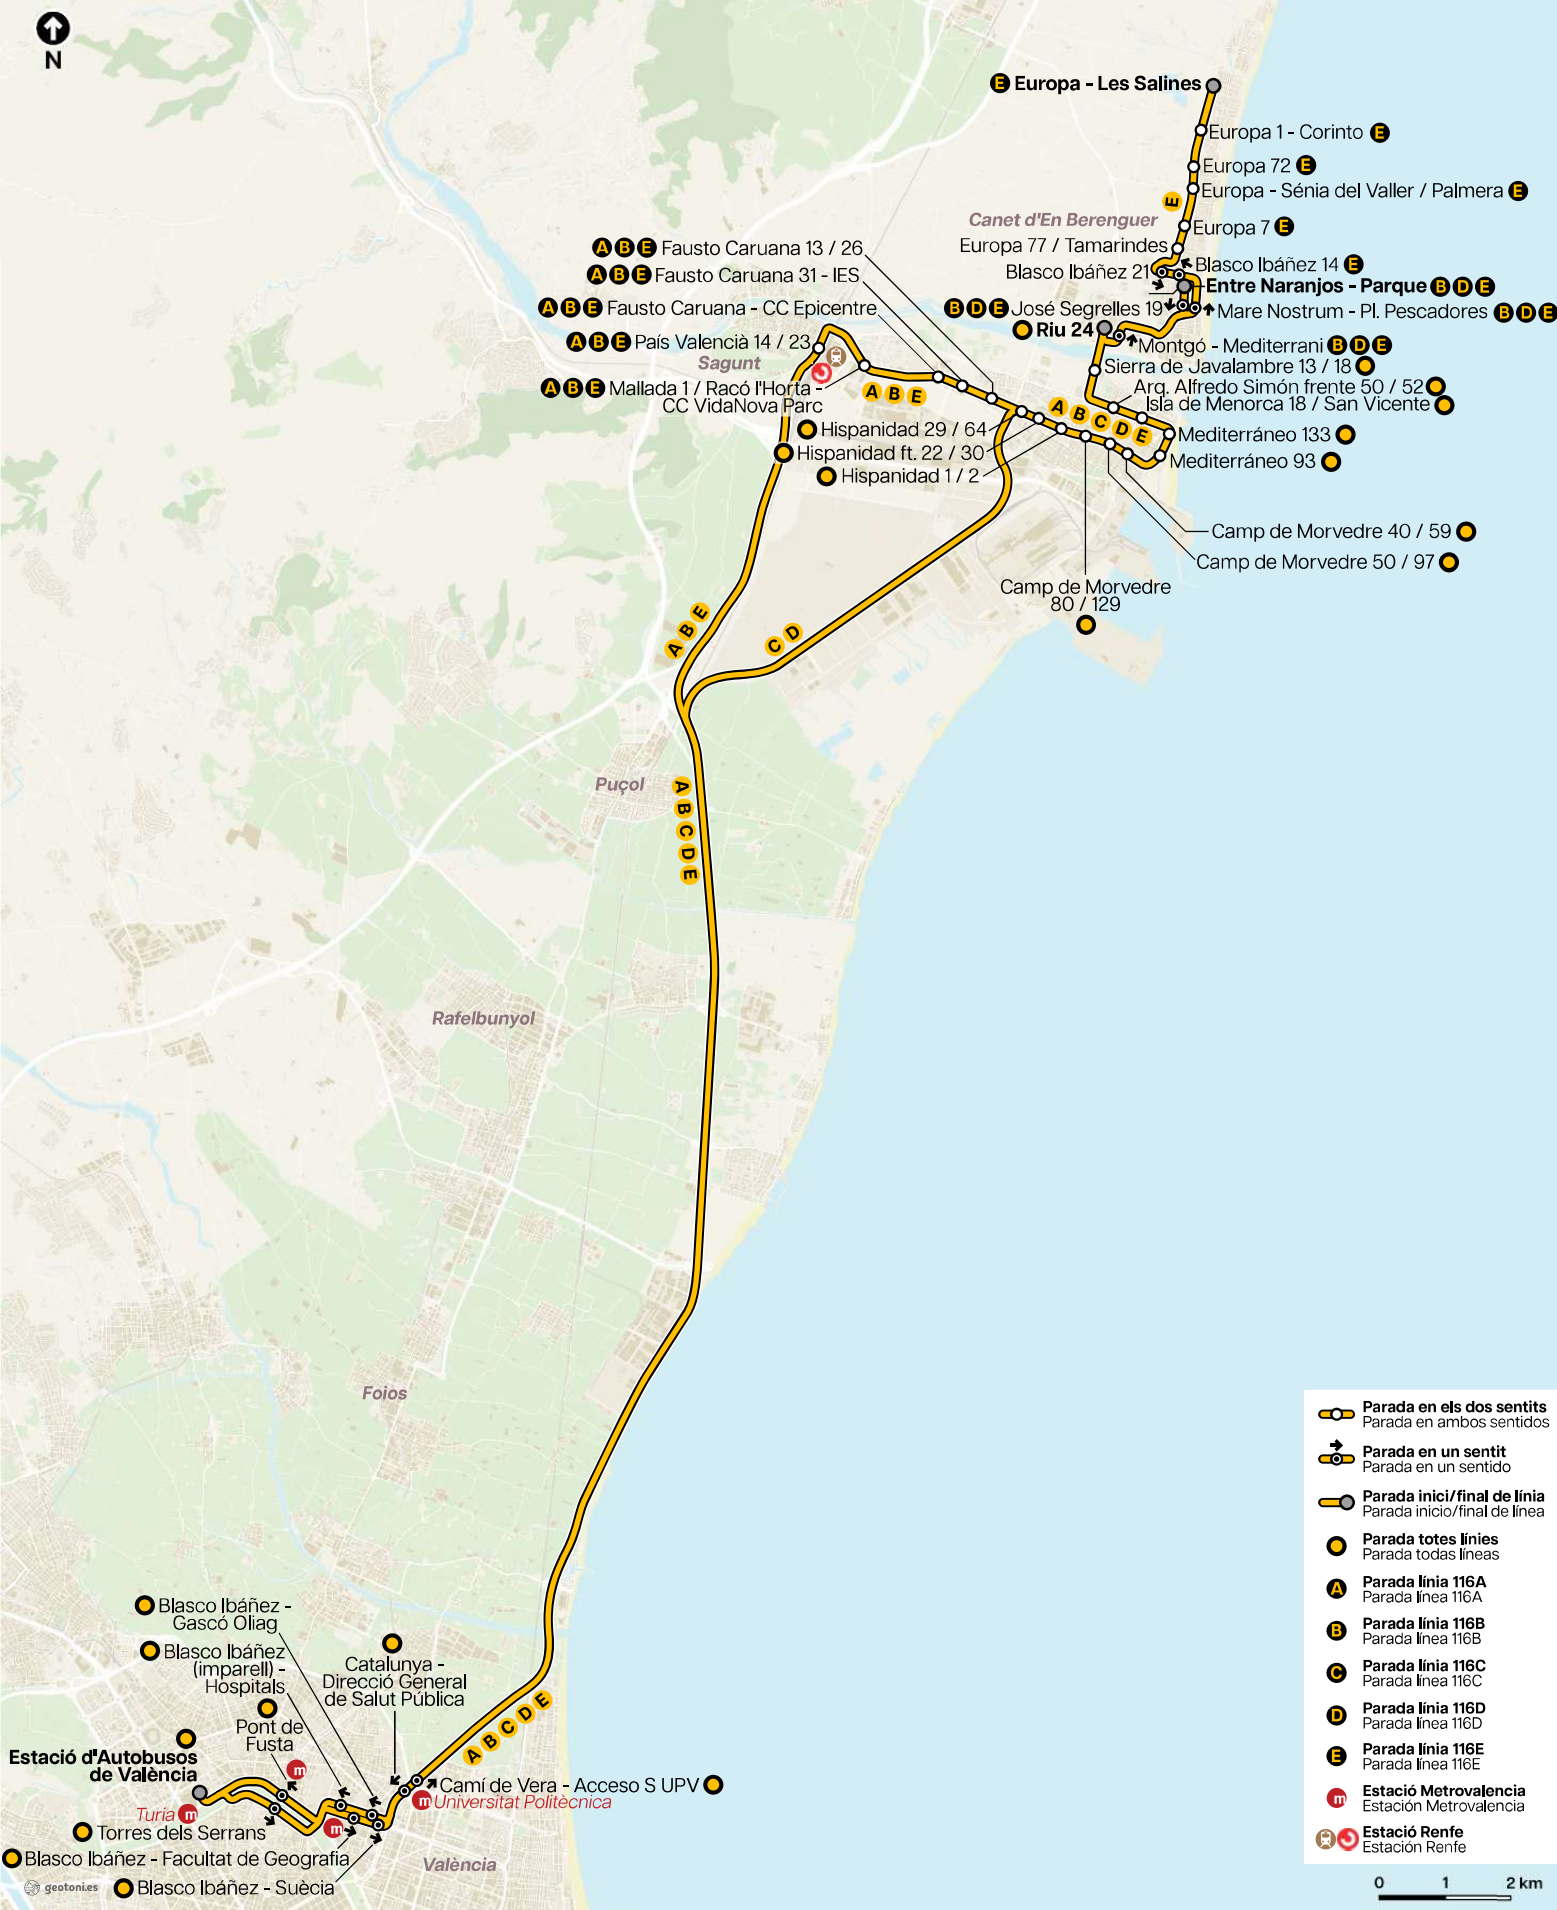 N
E Europa - Les Salines
Europa 1 - Corinto E
Europa 72 E
Europa - Sénia del Valler / Palmera E
E
Canet d'En Berenguer
Europa 7 E
Europa 77 / Tamarindes
Blasco Ibáñez 14 E
Blasco Ibáñez 21
Entre Naranjos - Parque B D E
B D E José Segrelles 19
Mare Nostrum - Pl. Pescadores B D E
Riu 24
Montgó - Mediterrani B D E
Sierra de Javalambre 13 / 18
Arq. Alfredo Simón frente 50 / 52
Isla de Menorca 18 / San Vicente
Mediterráneo 133
Mediterráneo 93
A B E Fausto Caruana 13 / 26
A B E Fausto Caruana 31 - IES
A B E Fausto Caruana - CC Epicentre
A B E País Valencià 14 / 23
Sagunt
A B E Mallada 1 / Racó l'Horta -
CC VidaNova Parc
A B E
A B C D E
Hispanidad 29 / 64
Hispanidad ft. 22 / 30
Hispanidad 1 / 2
Camp de Morvedre 40 / 59
Camp de Morvedre 50 / 97
Camp de Morvedre
80 / 129
A B E
C D
Puçol
A B C D E
Rafelbunyol
Foios
Blasco Ibáñez -
Gascó Oliag
Blasco Ibáñez
(imparell) -
Hospitals
Catalunya -
Direcció General
de Salut Pública
Pont de
Fusta
m
A B C D E
Estació d'Autobusos
de València
Camí de Vera - Acceso S UPV
m Universitat Politècnica
Turia m
Torres dels Serrans
m
Blasco Ibáñez - Facultat de Geografia
València
geotoni.es
Blasco Ibáñez - Suècia
Parada en els dos sentits
Parada en ambos sentidos
Parada en un sentit
Parada en un sentido
Parada inici/final de línia
Parada inicio/final de línea
Parada totes línies
Parada todas líneas
A Parada línia 116A
Parada línea 116A
B Parada línia 116B
Parada línea 116B
C Parada línia 116C
Parada línea 116C
D Parada línia 116D
Parada línea 116D
E Parada línia 116E
Parada línea 116E
m Estació Metrovalencia
Estación Metrovalencia
Estació Renfe
Estación Renfe
0 1 2 km